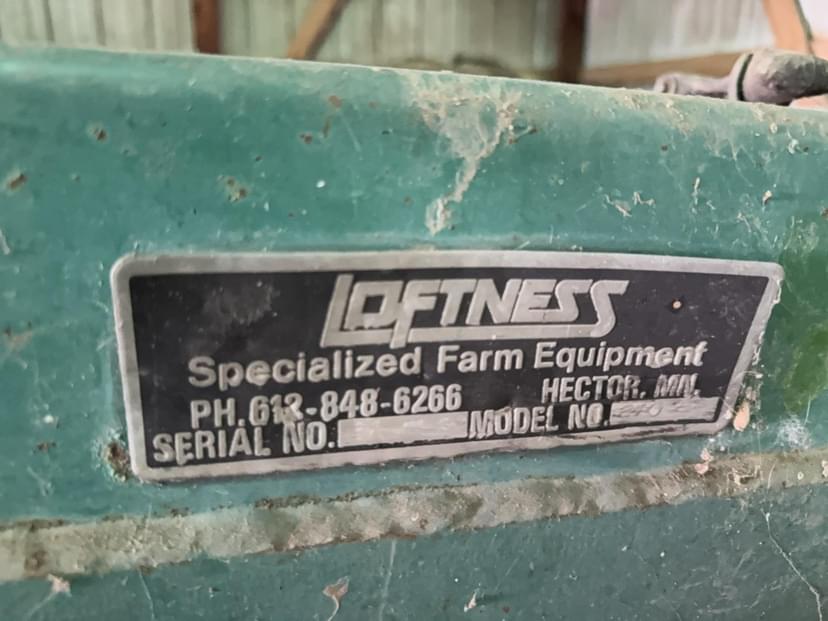 LOFTNESS
Specialized Farm Equipment
PH.612-848-6266 HECTOR, MN.
SERIAL NO. MODEL NO.